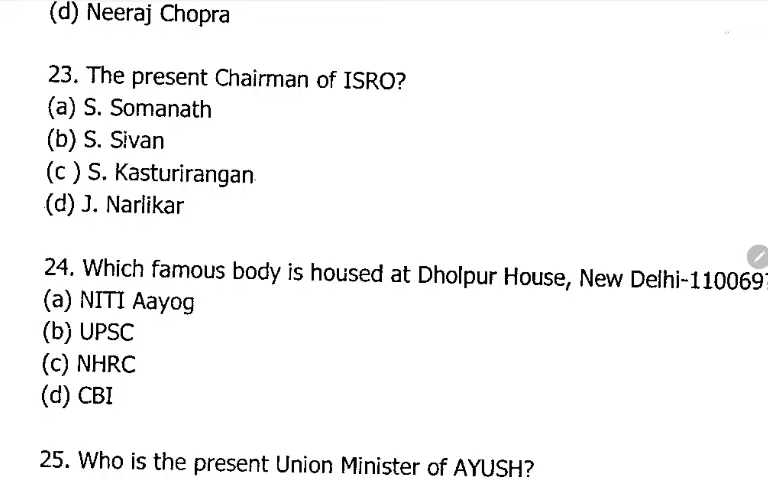 (d) Neeraj Chopra
23. The present Chairman of ISRO?
(a) S. Somanath
(b) S. Sivan
(c ) S. Kasturirangan
(d) J. Narlikar
24. Which famous body is housed at Dholpur House, New Delhi-110069?
(a) NITI Aayog
(b) UPSC
(c) NHRC
(d) CBI
25. Who is the present Union Minister of AYUSH?